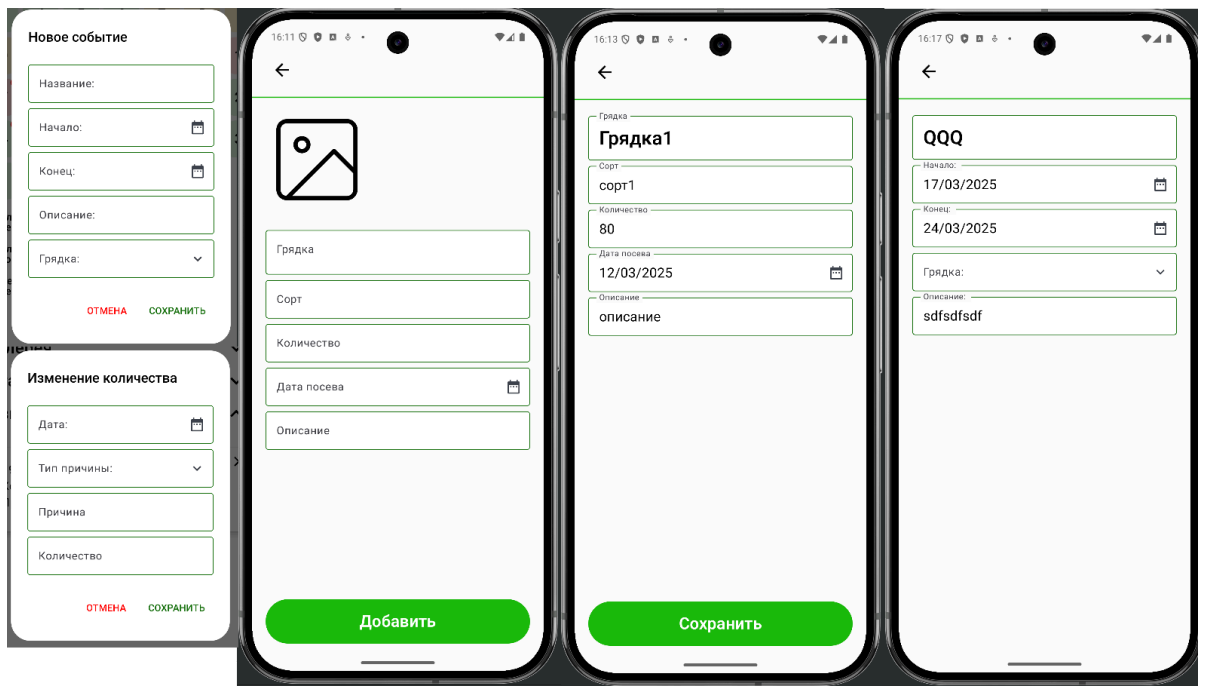 Новое событие
Название:
Начало:
Конец:
Описание:
Грядка:
ОТМЕНА СОХРАНИТЬ
Изменение количества
Дата:
Тип причины:
Причина
Количество
ОТМЕНА СОХРАНИТЬ
16:11
Грядка
Сорт
Количество
Дата посева
Описание
Добавить
16:13
Грядка
Грядка1
Сорт
сорт1
Количество
80
Дата посева
12/03/2025
Описание
описание
Сохранить
16:17
QQQ
Начало:
17/03/2025
Конец:
24/03/2025
Грядка:
Описание:
sdfsdfsdf